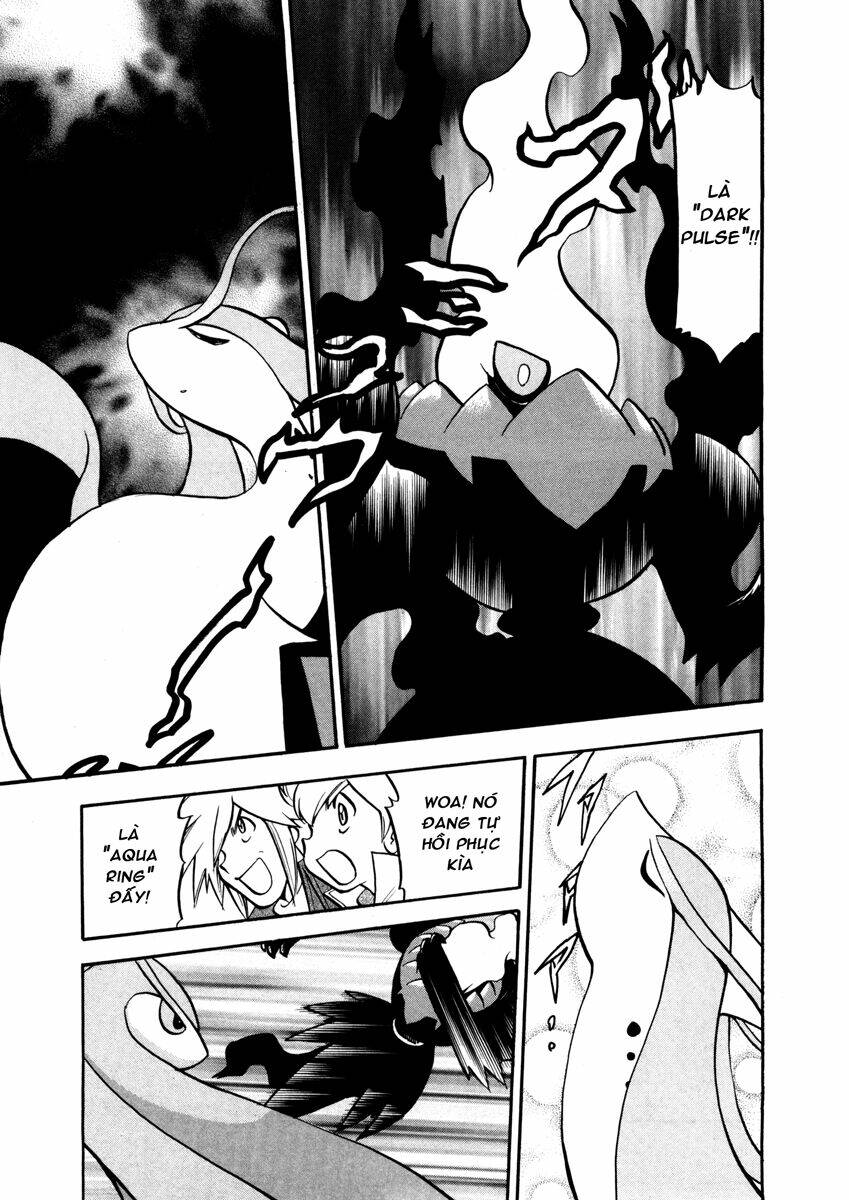 LÀ
"DARK
PULSE"!!
WOA! NÓ
ĐANG TỰ
HỒI PHỤC
KÌA
LÀ
"AQUA
RING"
ĐẤY!